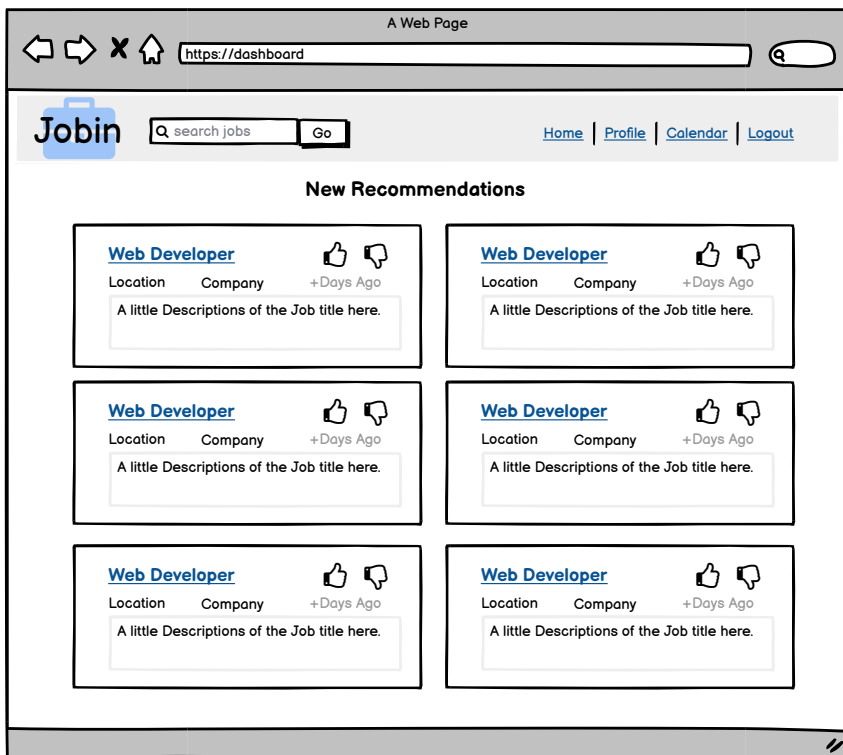 A Web Page
https://dashboard
Jobin search jobs Go Home Profile Calendar Logout
New Recommendations
Web Developer
Location Company +Days Ago
A little Descriptions of the Job title here.
Web Developer
Location Company +Days Ago
A little Descriptions of the Job title here.
Web Developer
Location Company +Days Ago
A little Descriptions of the Job title here.
Web Developer
Location Company +Days Ago
A little Descriptions of the Job title here.
Web Developer
Location Company +Days Ago
A little Descriptions of the Job title here.
Web Developer
Location Company +Days Ago
A little Descriptions of the Job title here.